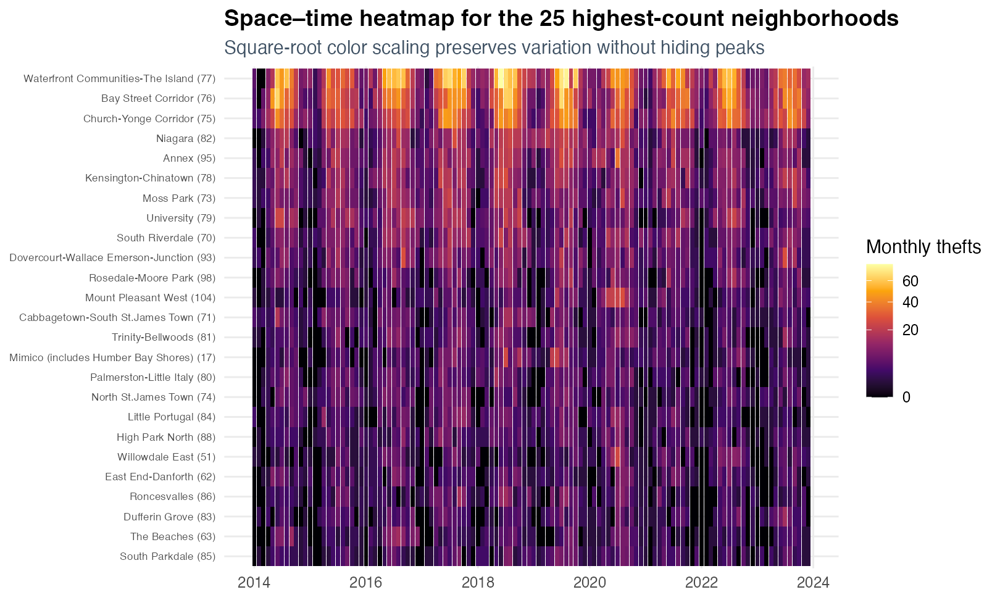 Space–time heatmap for the 25 highest-count neighborhoods
Square-root color scaling preserves variation without hiding peaks
Waterfront Communities-The Island (77)
Bay Street Corridor (76)
Church-Yonge Corridor (75)
Niagara (82)
Annex (95)
Kensington-Chinatown (78)
Moss Park (73)
University (79)
South Riverdale (70)
Dovercourt-Wallace Emerson-Junction (93)
Rosedale-Moore Park (98)
Mount Pleasant West (104)
Cabbagetown-South St.James Town (71)
Trinity-Bellwoods (81)
Mimico (includes Humber Bay Shores) (17)
Palmerston-Little Italy (80)
North St.James Town (74)
Little Portugal (84)
High Park North (88)
Willowdale East (51)
East End-Danforth (62)
Roncesvalles (86)
Dufferin Grove (83)
The Beaches (63)
South Parkdale (85)
2014 2016 2018 2020 2022 2024
Monthly thefts
60
40
20
0